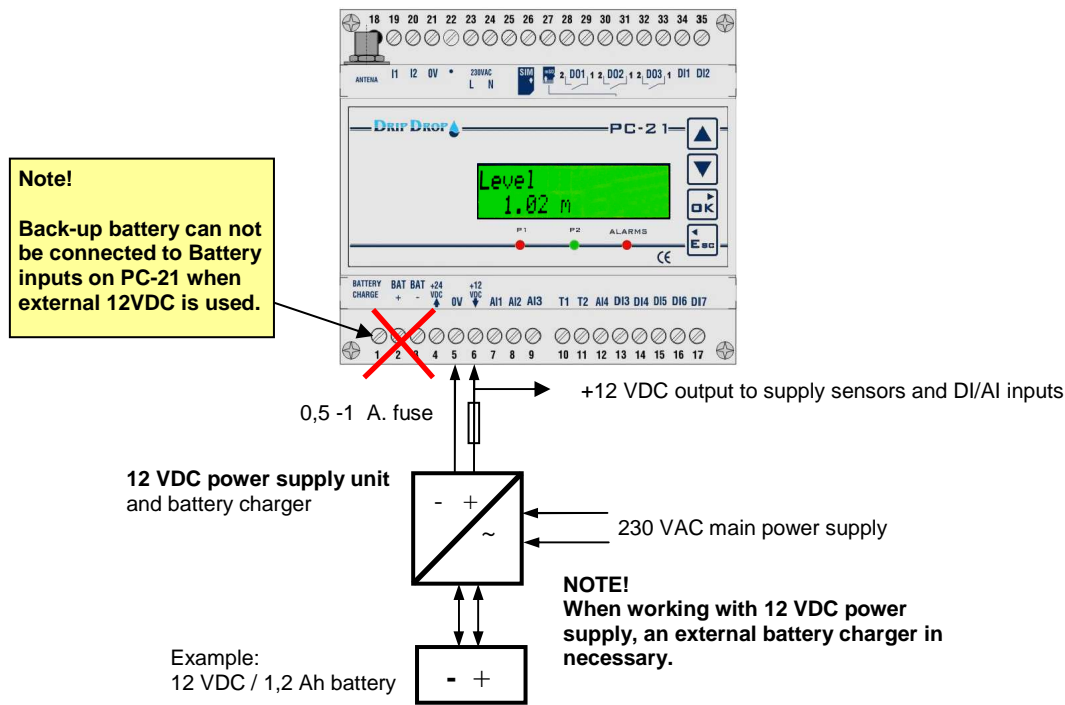 18 19 20 21 22 23 24 25 26 27 28 29 30 31 32 33 34 35
ANTENA I1 I2 0V • 230VAC SIM 2 DO1 1 2 DO2 1 2 DO3 1 DI1 DI2
L N
DRIP DROP PC-21
Level
1.02 m
OK
P1 P2 ALARMS
Esc
CE
BATTERY CHARGE BAT + BAT - +24 VDC 0V +12 VDC AI1 AI2 AI3 T1 T2 AI4 DI3 DI4 DI5 DI6 DI7
1 2 3 4 5 6 7 8 9 10 11 12 13 14 15 16 17
Note!
Back-up battery can not
be connected to Battery
inputs on PC-21 when
external 12VDC is used.
+12 VDC output to supply sensors and DI/AI inputs
0,5 -1 A. fuse
12 VDC power supply unit
and battery charger
- +
~
230 VAC main power supply
NOTE!
When working with 12 VDC power
supply, an external battery charger in
necessary.
Example:
12 VDC / 1,2 Ah battery
- +